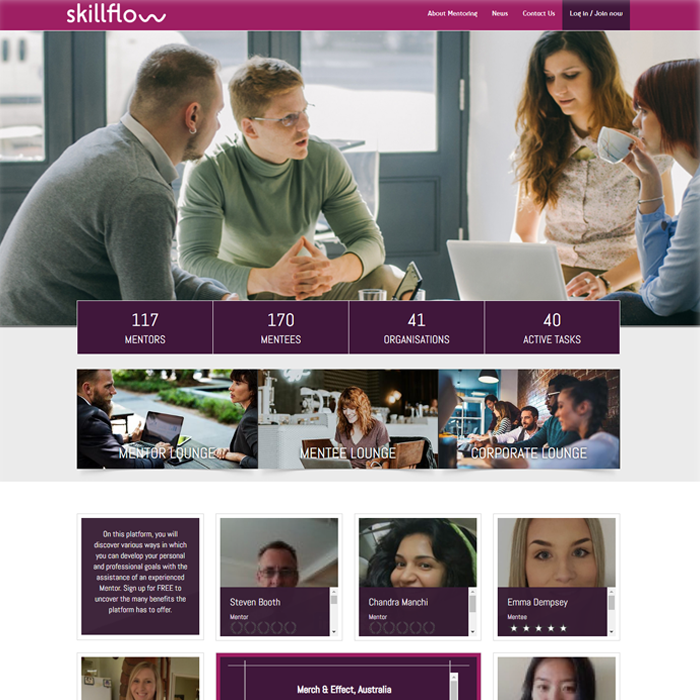 skillflow
About Mentoring News Contact Us Log in / Join now
117 170 41 40
MENTORS MENTEES ORGANISATIONS ACTIVE TASKS
MENTOR LOUNGE MENTEE LOUNGE CORPORATE LOUNGE
On this platform, you will
discover various ways in which
you can develop your personal
and professional goals with the
assistance of an experienced
Mentor. Sign up for FREE to
uncover the many benefits the
platform has to offer.
Steven Booth
Mentor
Chandra Manchi
Mentor
Emma Dempsey
Mentee
Merch & Effect, Australia